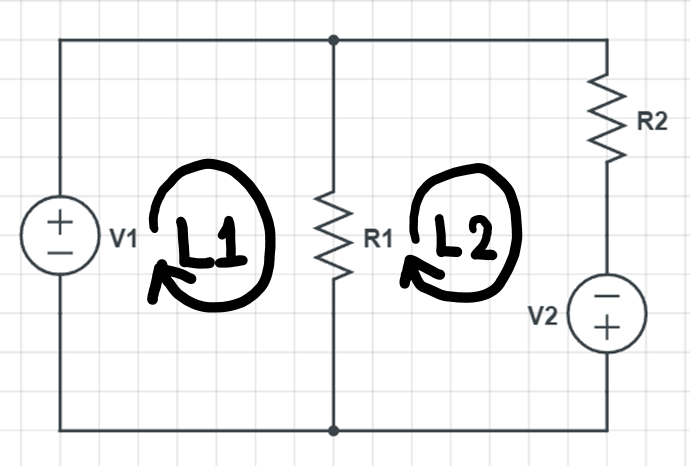 R2
+
−
V1
L1
R1
L2
V2
−
+